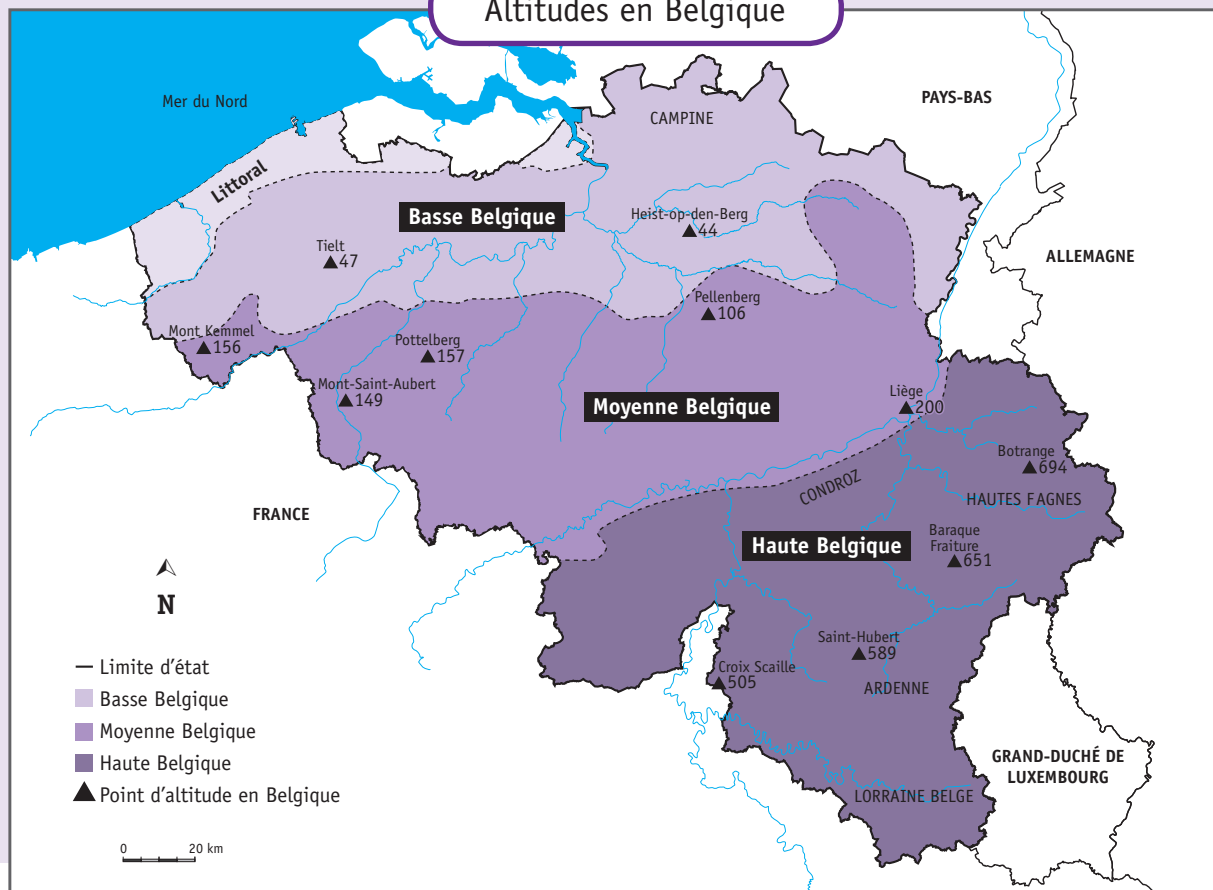 Altitudes en Belgique
Mer du Nord
PAYS-BAS
CAMPINE
Littoral
Basse Belgique
Heist-op-den-Berg
44
Tielt
47
ALLEMAGNE
Pellenberg
106
Mont Kemmel
156
Pottelberg
157
Mont-Saint-Aubert
149
Moyenne Belgique
Liège
200
Botrange
694
CONDROZ
HAUTES FAGNES
FRANCE
Baraque
Fraiture
651
Haute Belgique
N
Saint-Hubert
589
Croix Scaille
505
ARDENNE
Limite d'état
Basse Belgique
Moyenne Belgique
Haute Belgique
Point d'altitude en Belgique
GRAND-DUCHÉ DE
LUXEMBOURG
LORRAINE BELGE
0 20 km